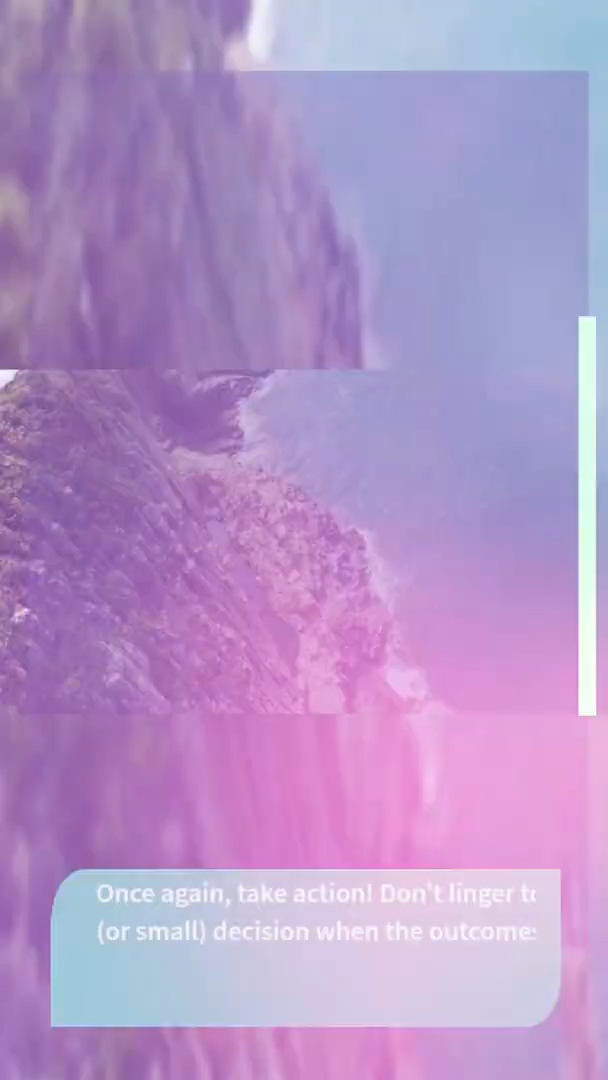 Once again, take action! Don't linger
(or small) decision when the outcome